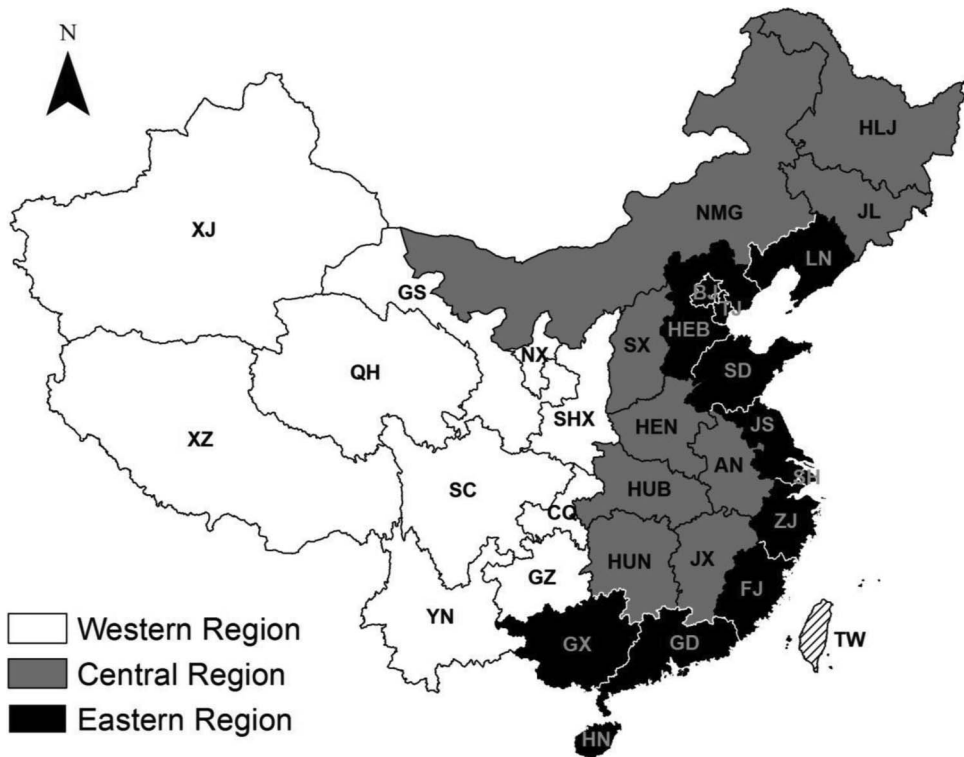 N
HLJ
NMG
JL
XJ
LN
GS
BJ
TJ
HEB
SX
NX
SD
QH
SHX
JS
HEN
XZ
AN
SC
HUB
SH
CQ
ZJ
HUN
JX
GZ
FJ
YN
GX
GD
TW
HN
Western Region
Central Region
Eastern Region